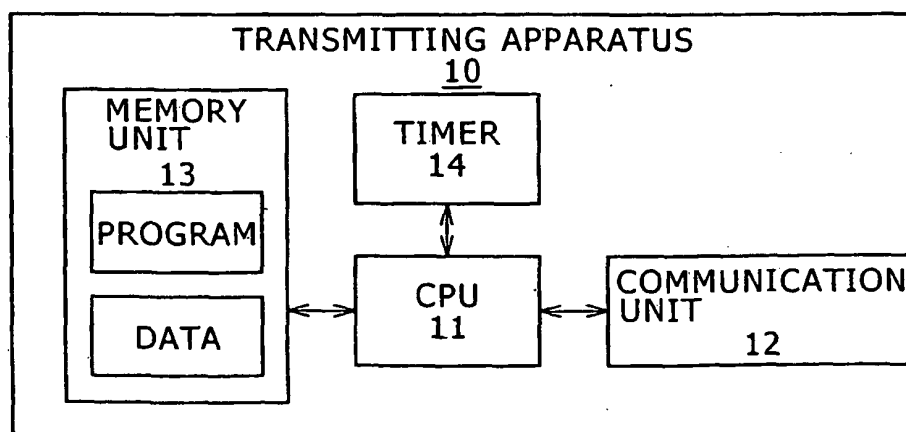 TRANSMITTING APPARATUS
10
MEMORY
UNIT
13
PROGRAM
DATA
TIMER
14
CPU
11
COMMUNICATION
UNIT
12